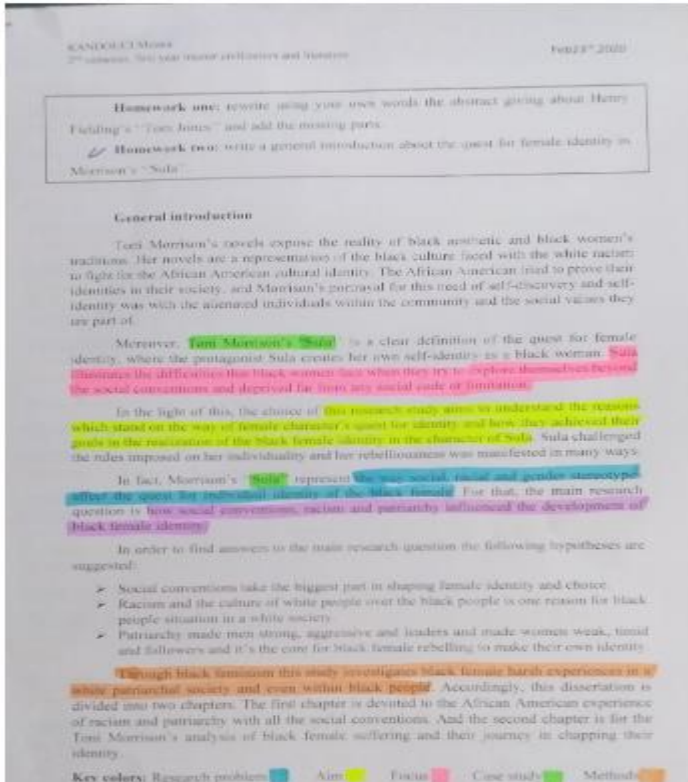 KANDOUCI Mouna
2nd semester, first year master civilization and literature
Feb23rd 2020
Homework one: rewrite using your own words the abstract giving about Henry
Fielding's "Tom Jones" and add the missing parts.
Homework two: write a general introduction about the quest for female identity in
Morrison's "Sula".
General introduction
Toni Morrison's novels expose the reality of black aesthetic and black women's
traditions. Her novels are a representation of the black culture faced with the white racism
to fight for the African American cultural identity. The African American tried to prove their
identities in their society, and Morrison's portrayal for this need of self-discovery and self-
identity was with the alienated individuals within the community and the social values they
are part of.
Moreover, Toni Morrison's "Sula" is a clear definition of the quest for female
identity, where the protagonist Sula creates her own self-identity as a black woman. Sula
illustrates the difficulties that black women face when they try to explore themselves beyond
the social conventions and deprived far from any social code or limitation.
In the light of this, the choice of this research study aims to understand the reasons
which stand on the way of female character's quest for identity and how they achieved their
goals in the realization of the black female identity in the character of Sula. Sula challenged
the rules imposed on her individuality and her rebelliousness was manifested in many ways.
In fact, Morrison's "Sula" represent the way social, racial and gender stereotype
affect the quest for individual identity of the black female. For that, the main research
question is how social conventions, racism and patriarchy influenced the development of
black female identity.
In order to find answers to the main research question the following hypotheses are
suggested:
➢ Social conventions take the biggest part in shaping female identity and choice.
➢ Racism and the culture of white people over the black people is one reason for black
people situation in a white society.
➢ Patriarchy made men strong, aggressive and leaders and made women weak, timid
and followers and it's the core for black female rebelling to make their own identity.
Through black feminism this study investigates black female harsh experiences in a
white patriarchal society and even within black people. Accordingly, this dissertation is
divided into two chapters. The first chapter is devoted to the African American experience
of racism and patriarchy with all the social conventions. And the second chapter is for the
Toni Morrison's analysis of black female suffering and their journey in chapping their
identity.
Key colors: Research problem Aim Focus Case study Methods